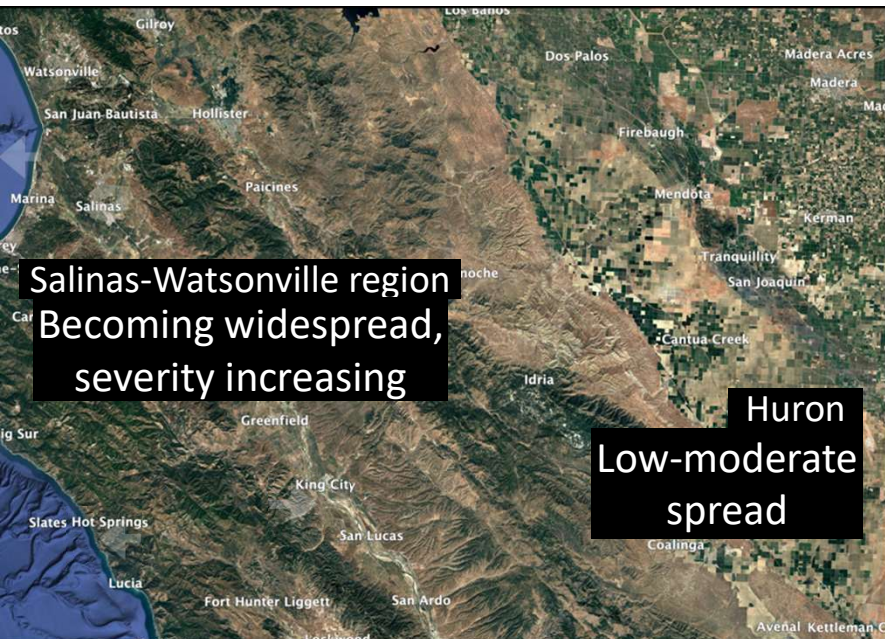 Los Banos
Gilroy
Dos Palos
Madera Acres
Watsonville
Madera
San Juan Bautista
Hollister
Firebaugh
Paicines
Mendota
Marina
Salinas
Kerman
Tranquillity
San Joaquin
Salinas-Watsonville region
Becoming widespread,
severity increasing
Cantua Creek
Idria
Huron
Low-moderate
spread
Greenfield
King City
Slates Hot Springs
San Lucas
Coalinga
Lucia
Fort Hunter Liggett
San Ardo
Avenal Kettleman